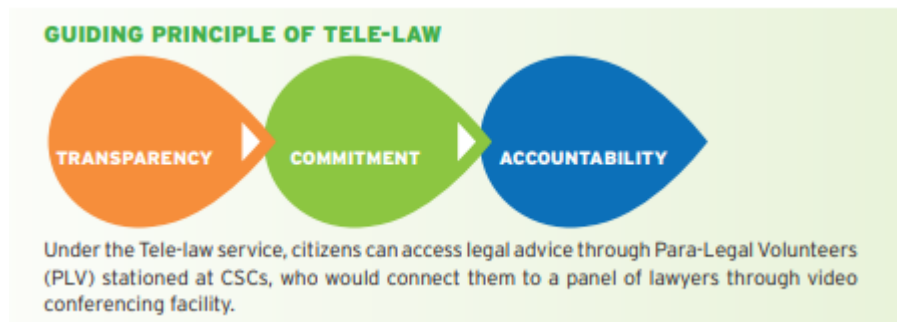 GUIDING PRINCIPLE OF TELE-LAW
TRANSPARENCY COMMITMENT ACCOUNTABILITY
Under the Tele-law service, citizens can access legal advice through Para-Legal Volunteers
(PLV) stationed at CSCs, who would connect them to a panel of lawyers through video
conferencing facility.